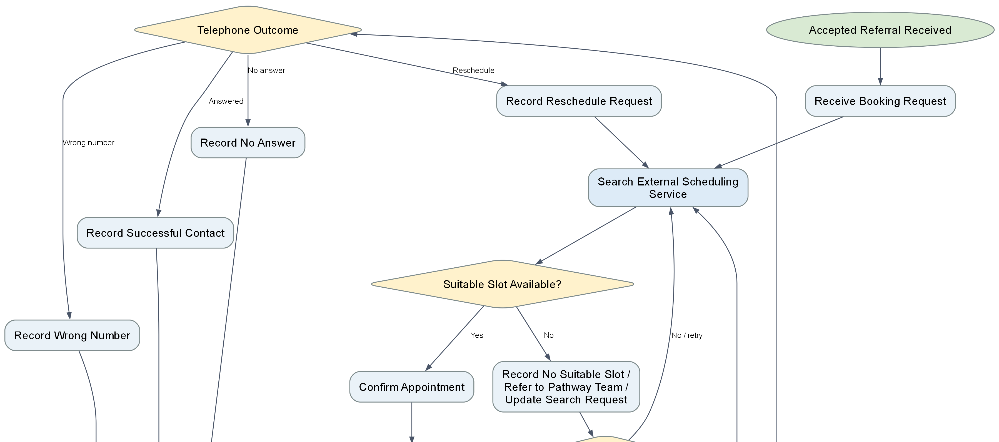 Telephone Outcome
Accepted Referral Received
No answer
Reschedule
Answered
Record Reschedule Request
Receive Booking Request
Wrong number
Record No Answer
Search External Scheduling
Service
Record Successful Contact
Suitable Slot Available?
Record Wrong Number
Yes
No
No / retry
Confirm Appointment
Record No Suitable Slot /
Refer to Pathway Team /
Update Search Request